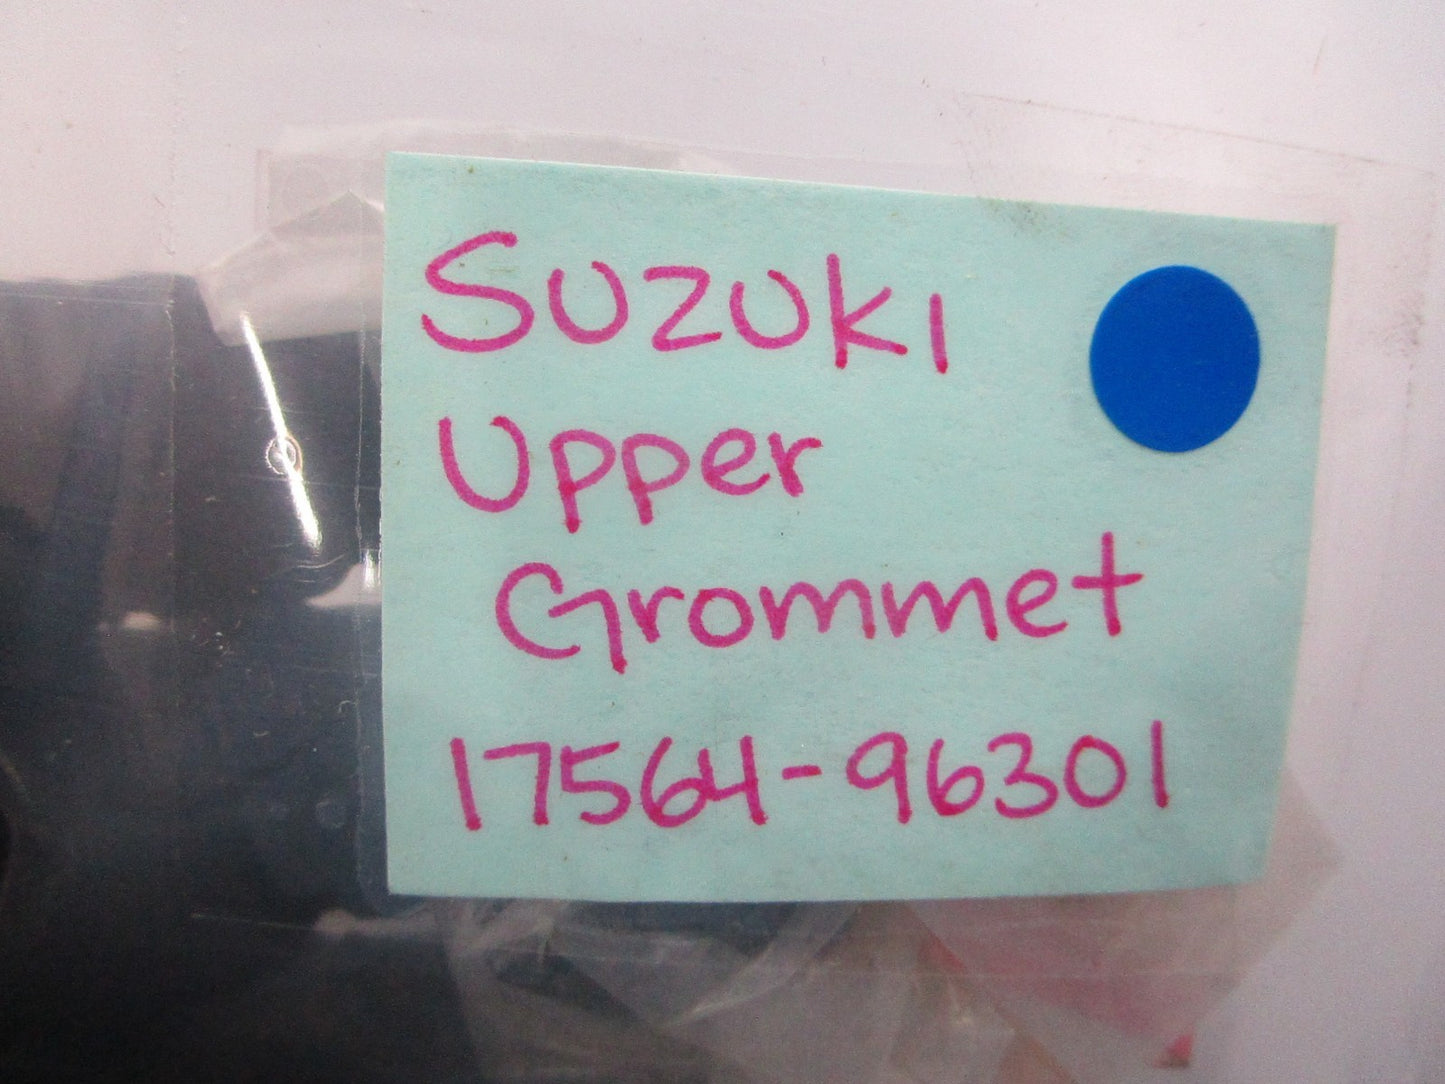 Suzuki
Upper
Grommet
17564-96301